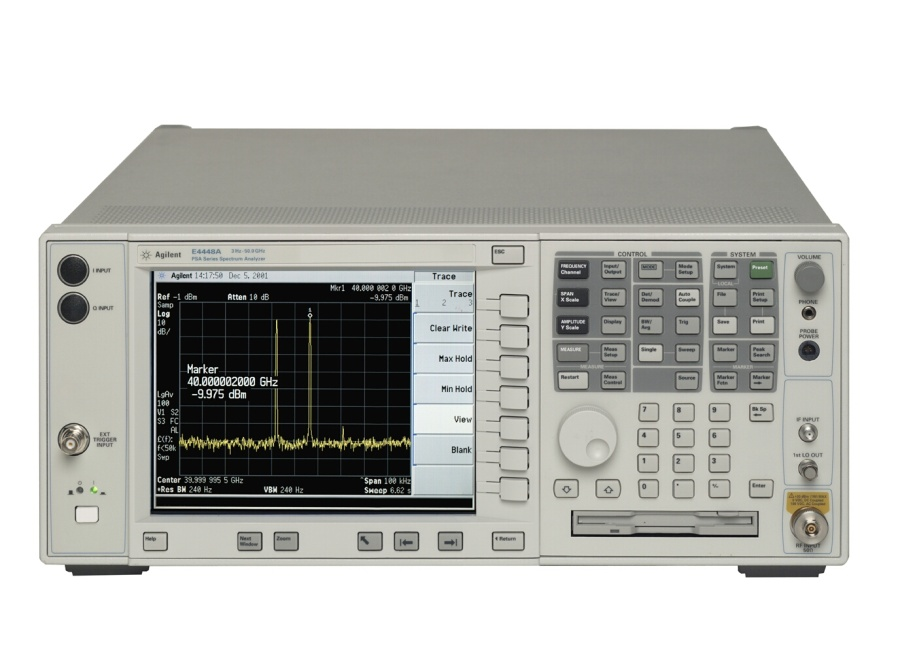 Agilent E4448A 3 Hz-50.0 GHz
PSA Series Spectrum Analyzer
ESC
I INPUT
Q INPUT
EXT
TRIGGER
INPUT
Agilent 14:17:50 Dec 5, 2001
Trace
Mkr1 40.000 002 0 GHz
Ref -1 dBm Atten 10 dB -9.975 dBm
Samp
Log
10
dB/
1
Marker
40.000002000 GHz
-9.975 dBm
LgAv
100
V1 S2
S3 FC
AL
£(f):
f<50k
Swp
Center 39,999 995 5 GHz Span 100 kHz
*Res BW 240 Hz VBW 240 Hz Sweep 6.62 s
Trace
1 2 3
Clear Write
Max Hold
Min Hold
View
Blank
Help
Next
Window
Zoom
Return
CONTROL
SYSTEM
FREQUENCY
Channel
Input/
Output
MODE
Mode
Setup
System
Preset
LOCAL
SPAN
X Scale
Trace/
View
Det/
Demod
Auto
Couple
File
Print
Setup
AMPLITUDE
Y Scale
Display
BW/
Avg
Trig
Save
Print
MEASURE
Meas
Setup
Single
Sweep
Marker
Peak
Search
MEASURE
MARKER
Restart
Meas
Control
Source
Marker
Fctn
Marker
7 8 9
Bk Sp
4 5 6
1 2 3
0 . Enter
VOLUME
PHONE
PROBE
POWER
IF INPUT
1st LO OUT
RF INPUT
50Ω